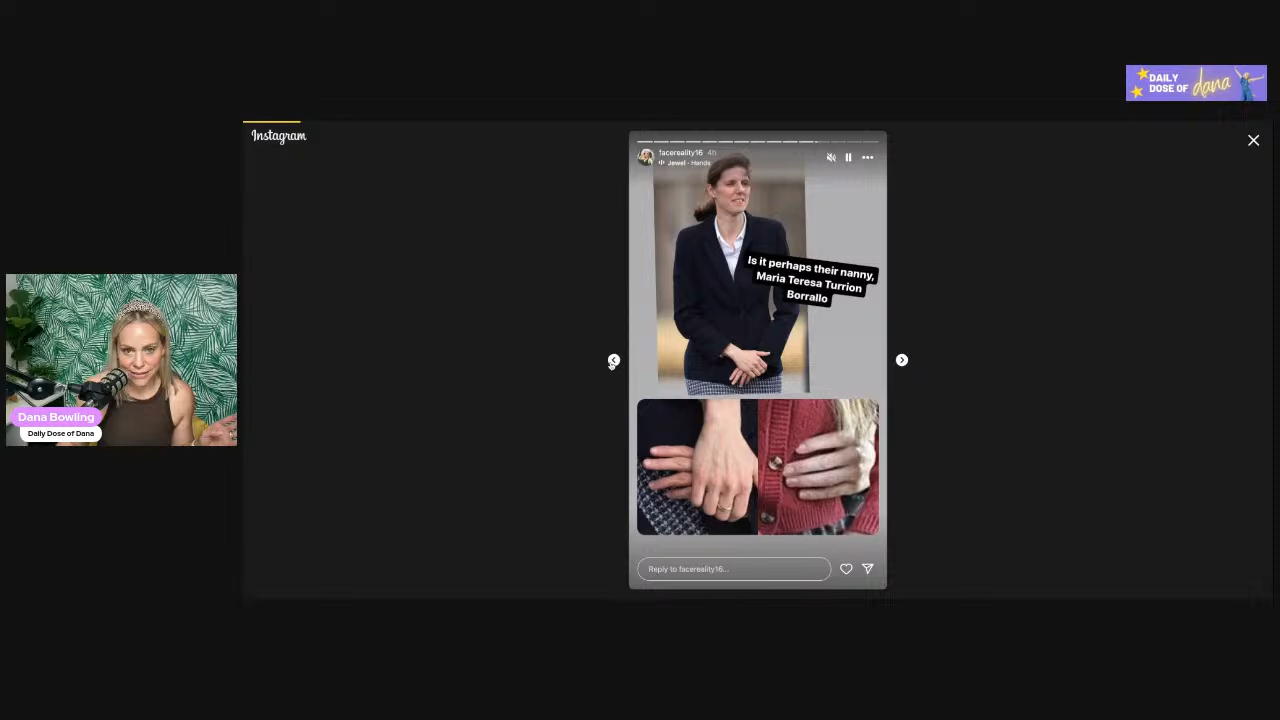 DAILY
DOSE OF dana
Instagram
facereality16 4h
Jewel · Hands
Is it perhaps their nanny,
Maria Teresa Turrion
Borrallo
Dana Bowling
Daily Dose of Dana
Reply to facereality16...